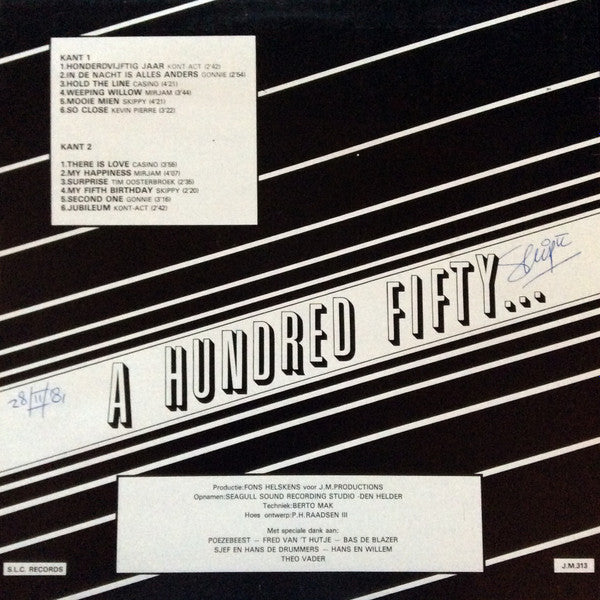 KANT 1
1.HONDERDVIJFTIG JAAR KONT-ACT (2'42)
2.IN DE NACHT IS ALLES ANDERS GONNIE (2'54)
3.HOLD THE LINE CASINO (4'21)
4.WEEPING WILLOW MIRJAM (3'44)
5.MOOIE MIEN SKIPPY (4'21)
6.SO CLOSE KEVIN PIERRE (3'22)
KANT 2
1.THERE IS LOVE CASINO (3'55)
2.MY HAPPINESS MIRJAM (4'07)
3.SURPRISE TIM OOSTERBROEK (2'35)
4.MY FIFTH BIRTHDAY SKIPPY (2'20)
5.SECOND ONE GONNIE (3'16)
6.JUBILEUM KONT-ACT (2'42)
A HUNDRED FIFTY...
28/11/81
Productie:FONS HELSKENS voor J.M.PRODUCTIONS
Opnamen:SEAGULL SOUND RECORDING STUDIO -DEN HELDER
Techniek:BERTO MAK
Hoes ontwerp:P.H.RAADSEN III
Met speciale dank aan:
POEZEBEEST — FRED VAN 'T HUTJE — BAS DE BLAZER
SJEF EN HANS DE DRUMMERS — HANS EN WILLEM
THEO VADER
S.L.C. RECORDS
J.M.313